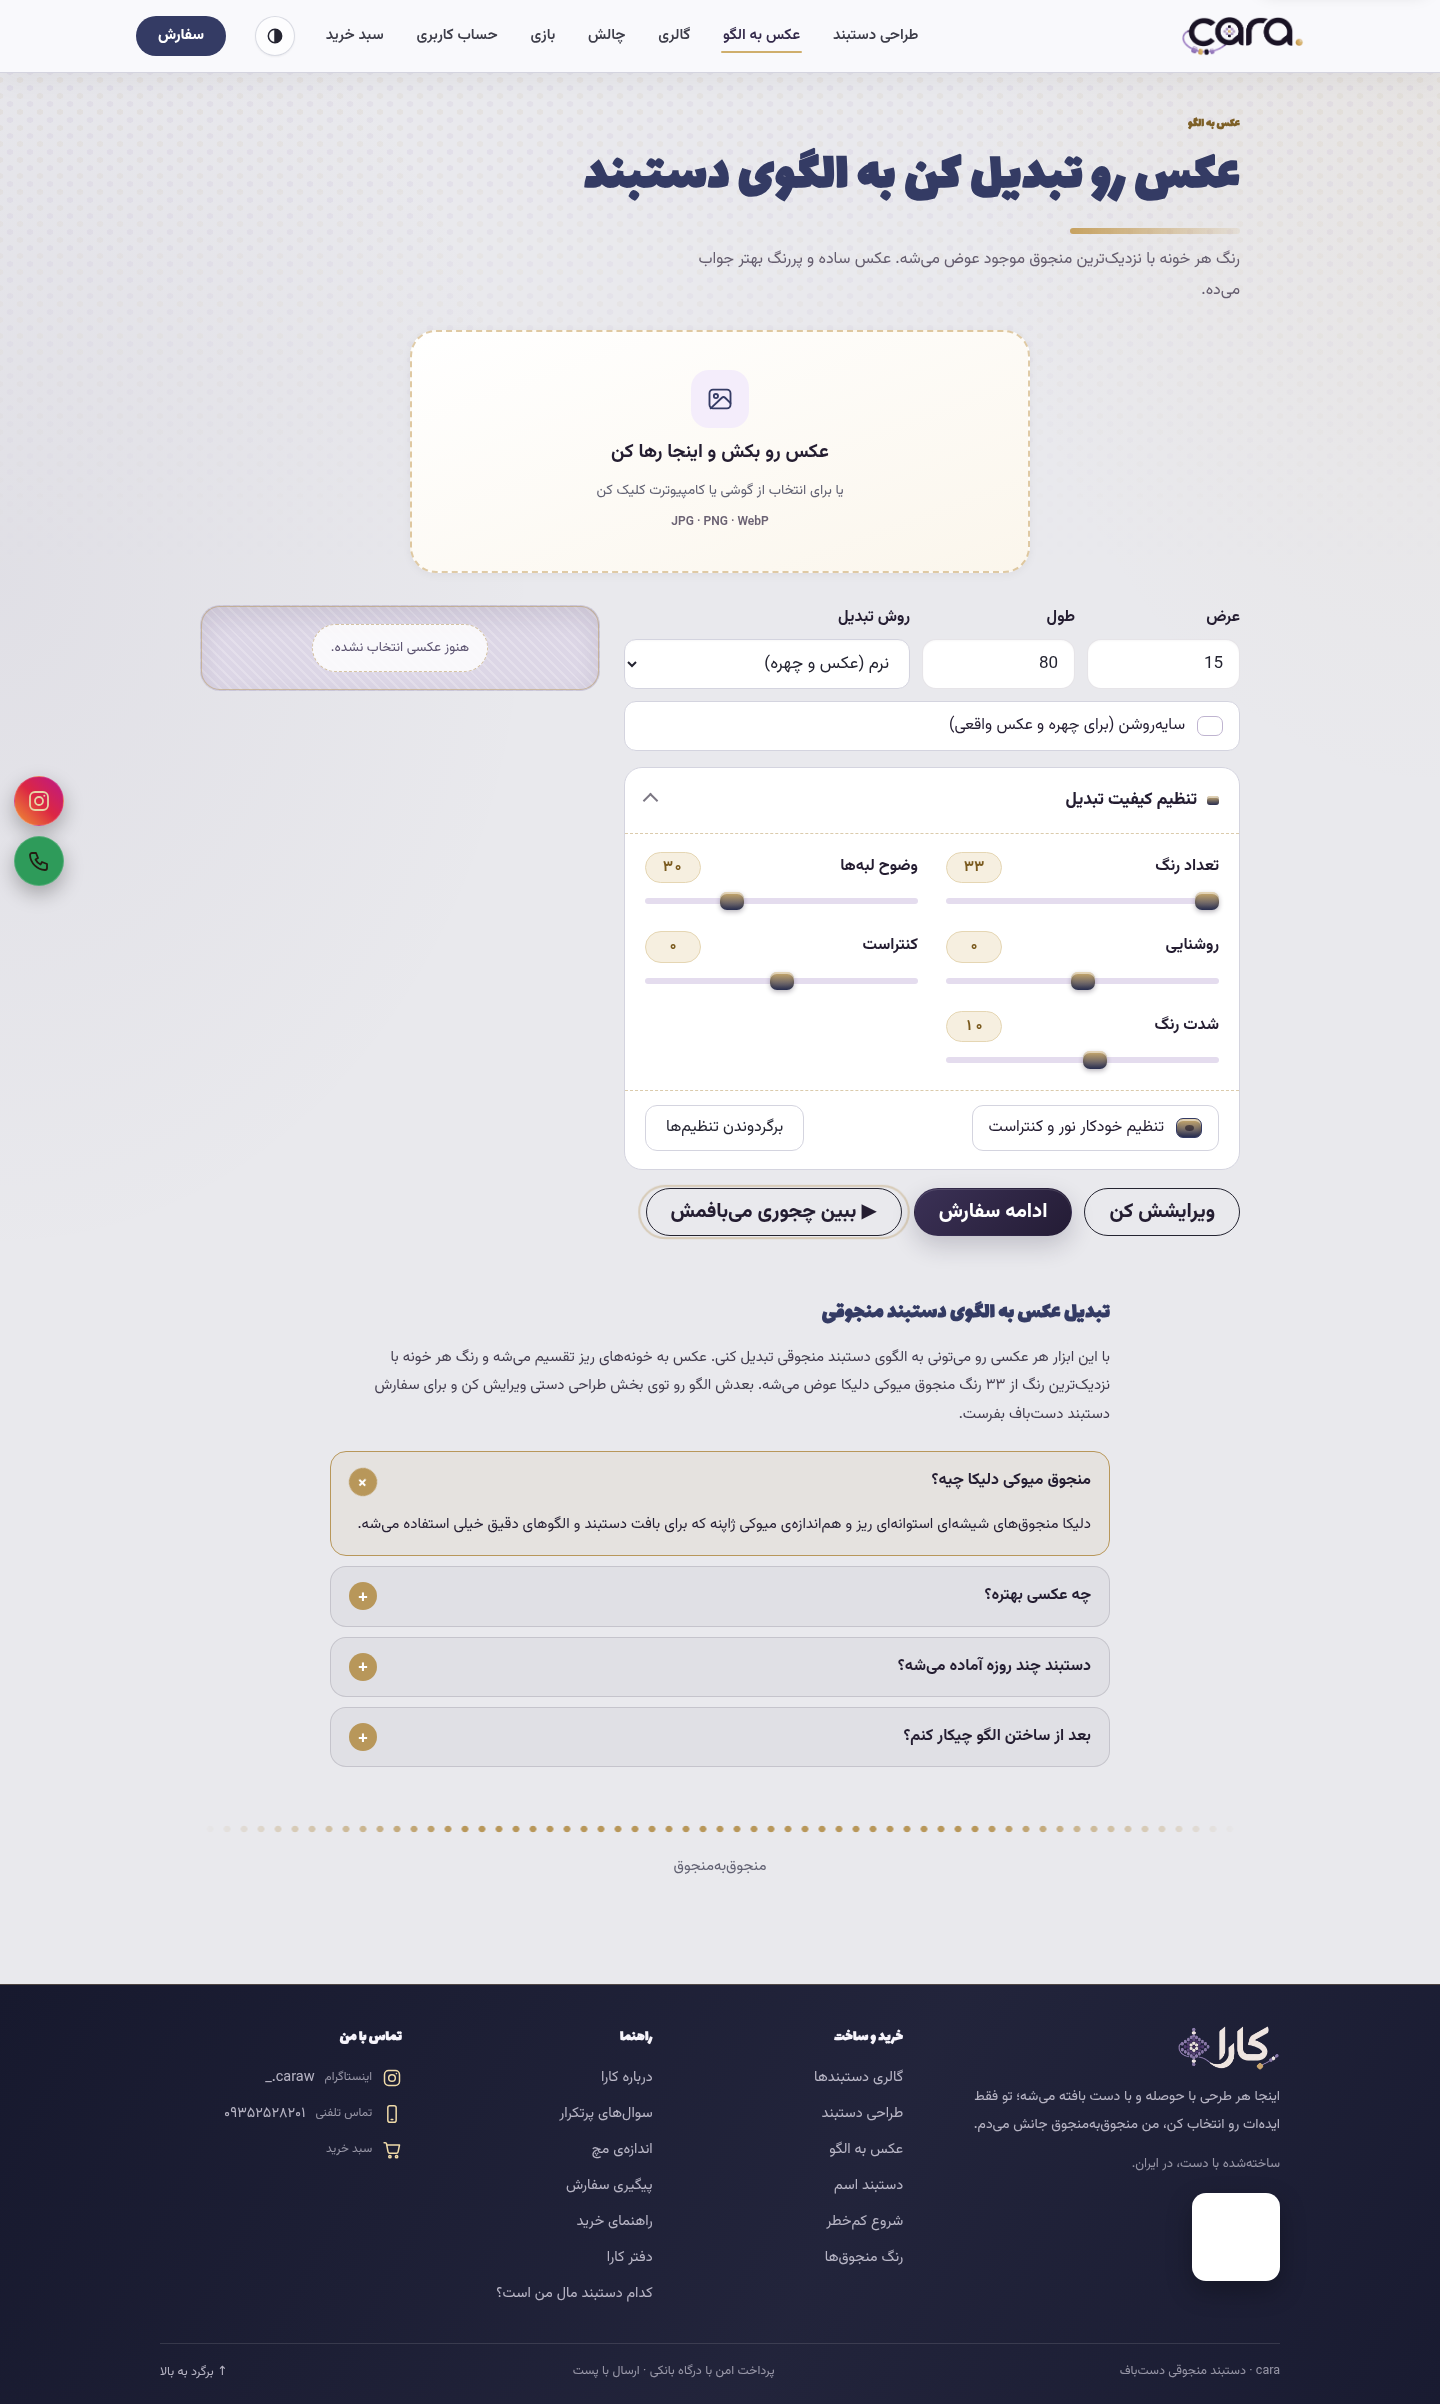 cara.
طراحی دستبند
عکس به الگو
گالری
چالش
بازی
حساب کاربری
سبد خرید
سفارش
عکس به الگو
عکس رو تبدیل کن به الگوی دستبند
رنگ هر خونه با نزدیک‌ترین منجوق موجود عوض می‌شه. عکس ساده و پررنگ بهتر جواب
می‌ده.
عکس رو بکش و اینجا رها کن
یا برای انتخاب از گوشی یا کامپیوترت کلیک کن
JPG · PNG · WebP
عرض
طول
روش تبدیل
15
80
نرم (عکس و چهره)
سایه‌روشن (برای چهره و عکس واقعی)
هنوز عکسی انتخاب نشده.
تنظیم کیفیت تبدیل
تعداد رنگ
۳۳
وضوح لبه‌ها
۳۰
روشنایی
۰
کنتراست
۰
شدت رنگ
۱۰
تنظیم خودکار نور و کنتراست
برگردوندن تنظیم‌ها
ویرایشش کن
ادامه سفارش
▶ ببین چجوری می‌بافمش
تبدیل عکس به الگوی دستبند منجوقی
با این ابزار هر عکسی رو می‌تونی به الگوی دستبند منجوقی تبدیل کنی. عکس به خونه‌های ریز تقسیم می‌شه و رنگ هر خونه با
نزدیک‌ترین رنگ از ۳۳ رنگ منجوق میوکی دلیکا عوض می‌شه. بعدش الگو رو توی بخش طراحی دستی ویرایش کن و برای سفارش
دستبند دست‌باف بفرست.
منجوق میوکی دلیکا چیه؟
دلیکا منجوق‌های شیشه‌ای استوانه‌ای ریز و هم‌اندازه‌ی میوکی ژاپنه که برای بافت دستبند و الگوهای دقیق خیلی استفاده می‌شه.
چه عکسی بهتره؟
دستبند چند روزه آماده می‌شه؟
بعد از ساختن الگو چیکار کنم؟
منجوق‌به‌منجوق
کارا
اینجا هر طرحی با حوصله و با دست بافته می‌شه؛ تو فقط
ایده‌ات رو انتخاب کن، من منجوق‌به‌منجوق جانش می‌دم.
ساخته‌شده با دست، در ایران.
خرید و ساخت
گالری دستبندها
طراحی دستبند
عکس به الگو
دستبند اسم
شروع کم‌خطر
رنگ منجوق‌ها
راهنما
درباره کارا
سوال‌های پرتکرار
اندازه‌ی مچ
پیگیری سفارش
راهنمای خرید
دفتر کارا
کدام دستبند مال من است؟
تماس با من
اینستاگرام caraw._
تماس تلفنی ۰۹۳۵۲۵۲۸۲۰۱
سبد خرید
cara · دستبند منجوقی دست‌باف
پرداخت امن با درگاه بانکی · ارسال با پست
↑ برگرد به بالا